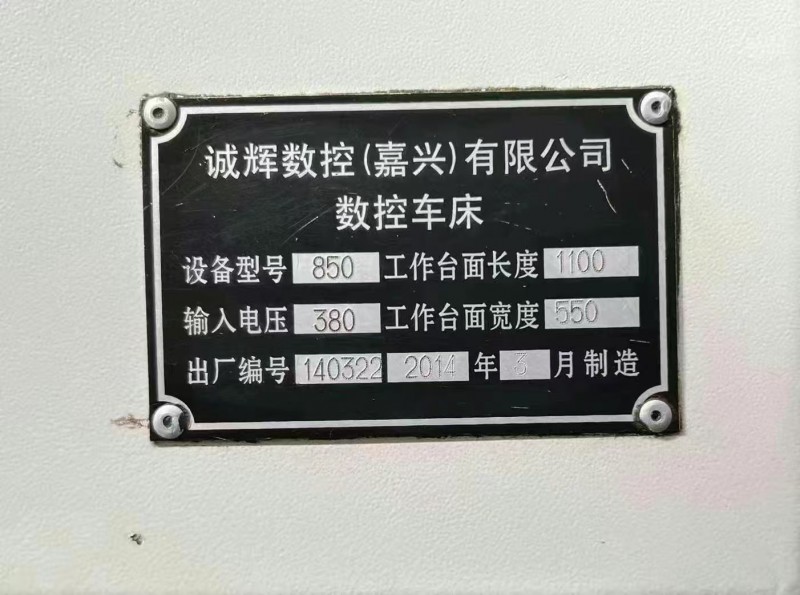 诚辉数控(嘉兴)有限公司
数控车床
设备型号 850 工作台面长度 1100
输入电压 380 工作台面宽度 550
出厂编号 140322 2014 年 3 月制造